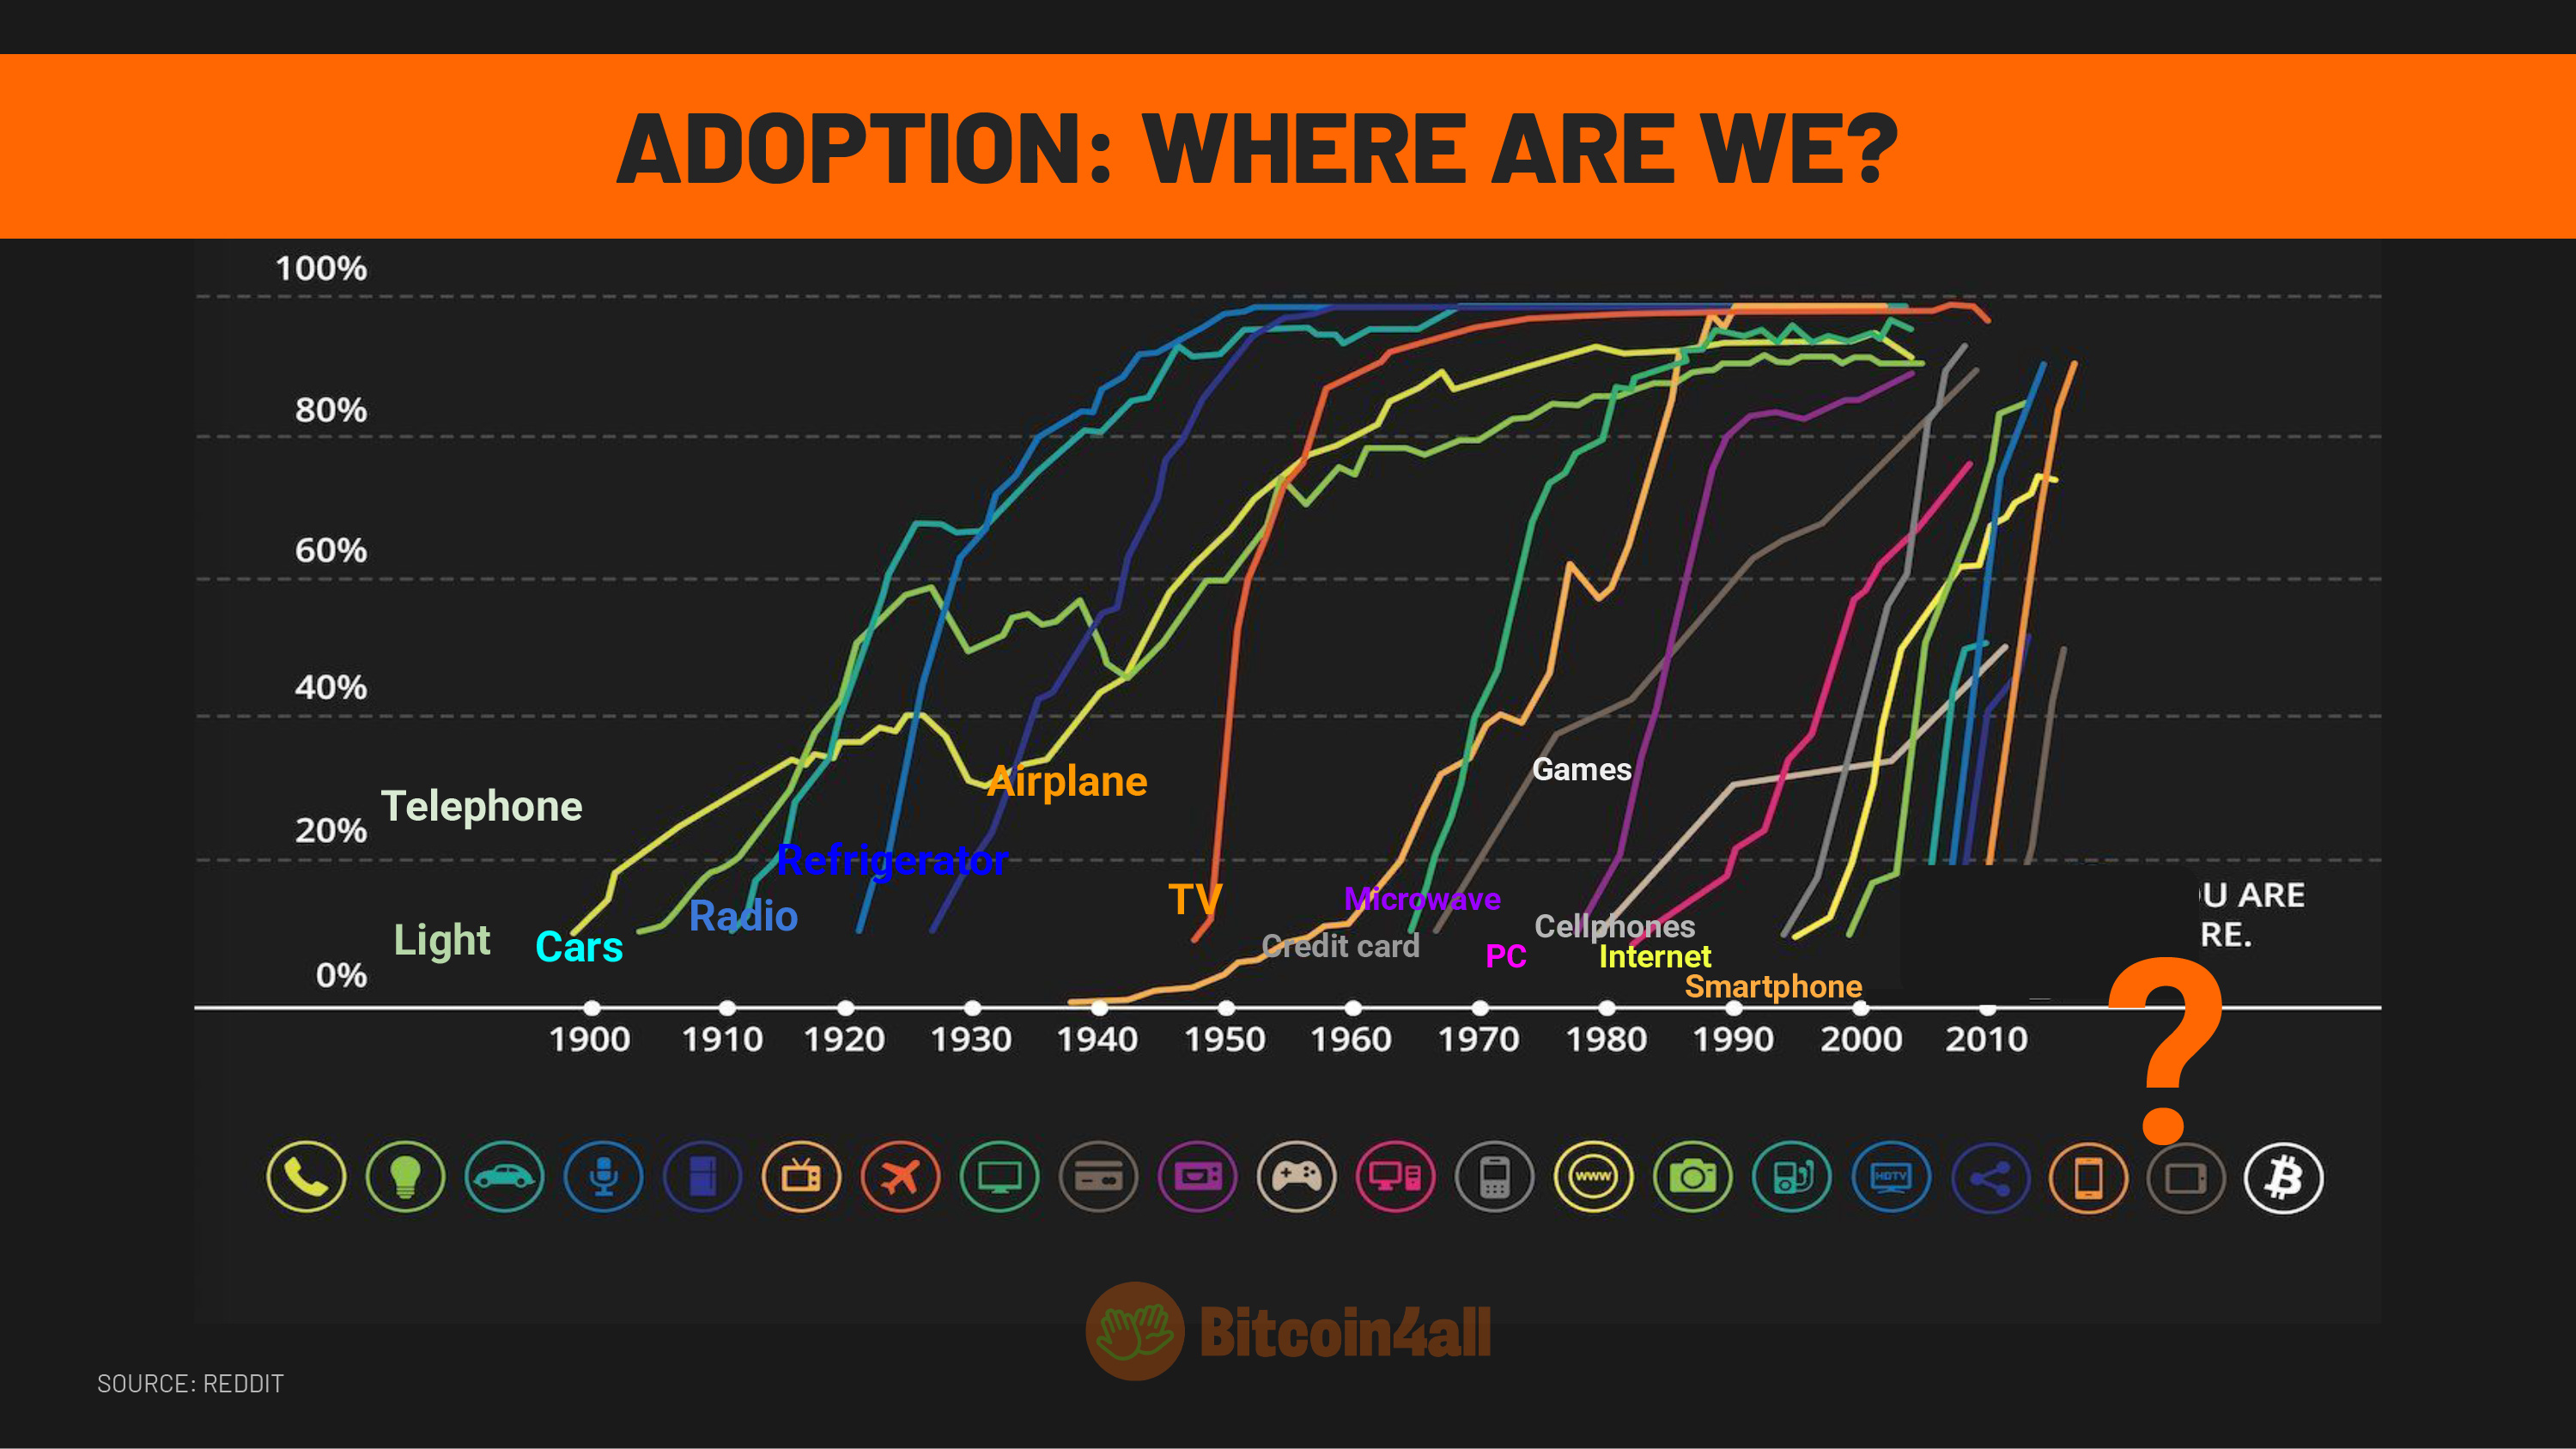 ADOPTION: WHERE ARE WE?
100%
80%
60%
40%
20%
0%
Telephone
Light
Cars
Radio
Refrigerator
Airplane
TV
Credit card
Microwave
Games
Cellphones
PC
Internet
Smartphone
U ARE
RE.
?
1900 1910 1920 1930 1940 1950 1960 1970 1980 1990 2000 2010
WWW
HDTV
Bitcoin4all
SOURCE: REDDIT